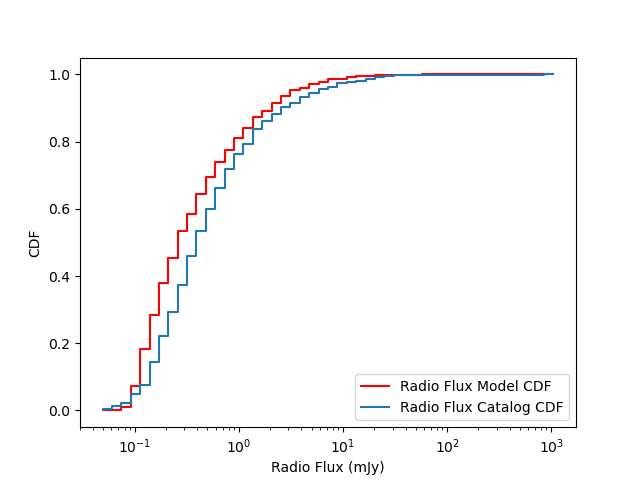 1.0
0.8
0.6
0.4
0.2
0.0
CDF
10⁻¹ 10⁰ 10¹ 10² 10³
Radio Flux (mJy)
Radio Flux Model CDF
Radio Flux Catalog CDF